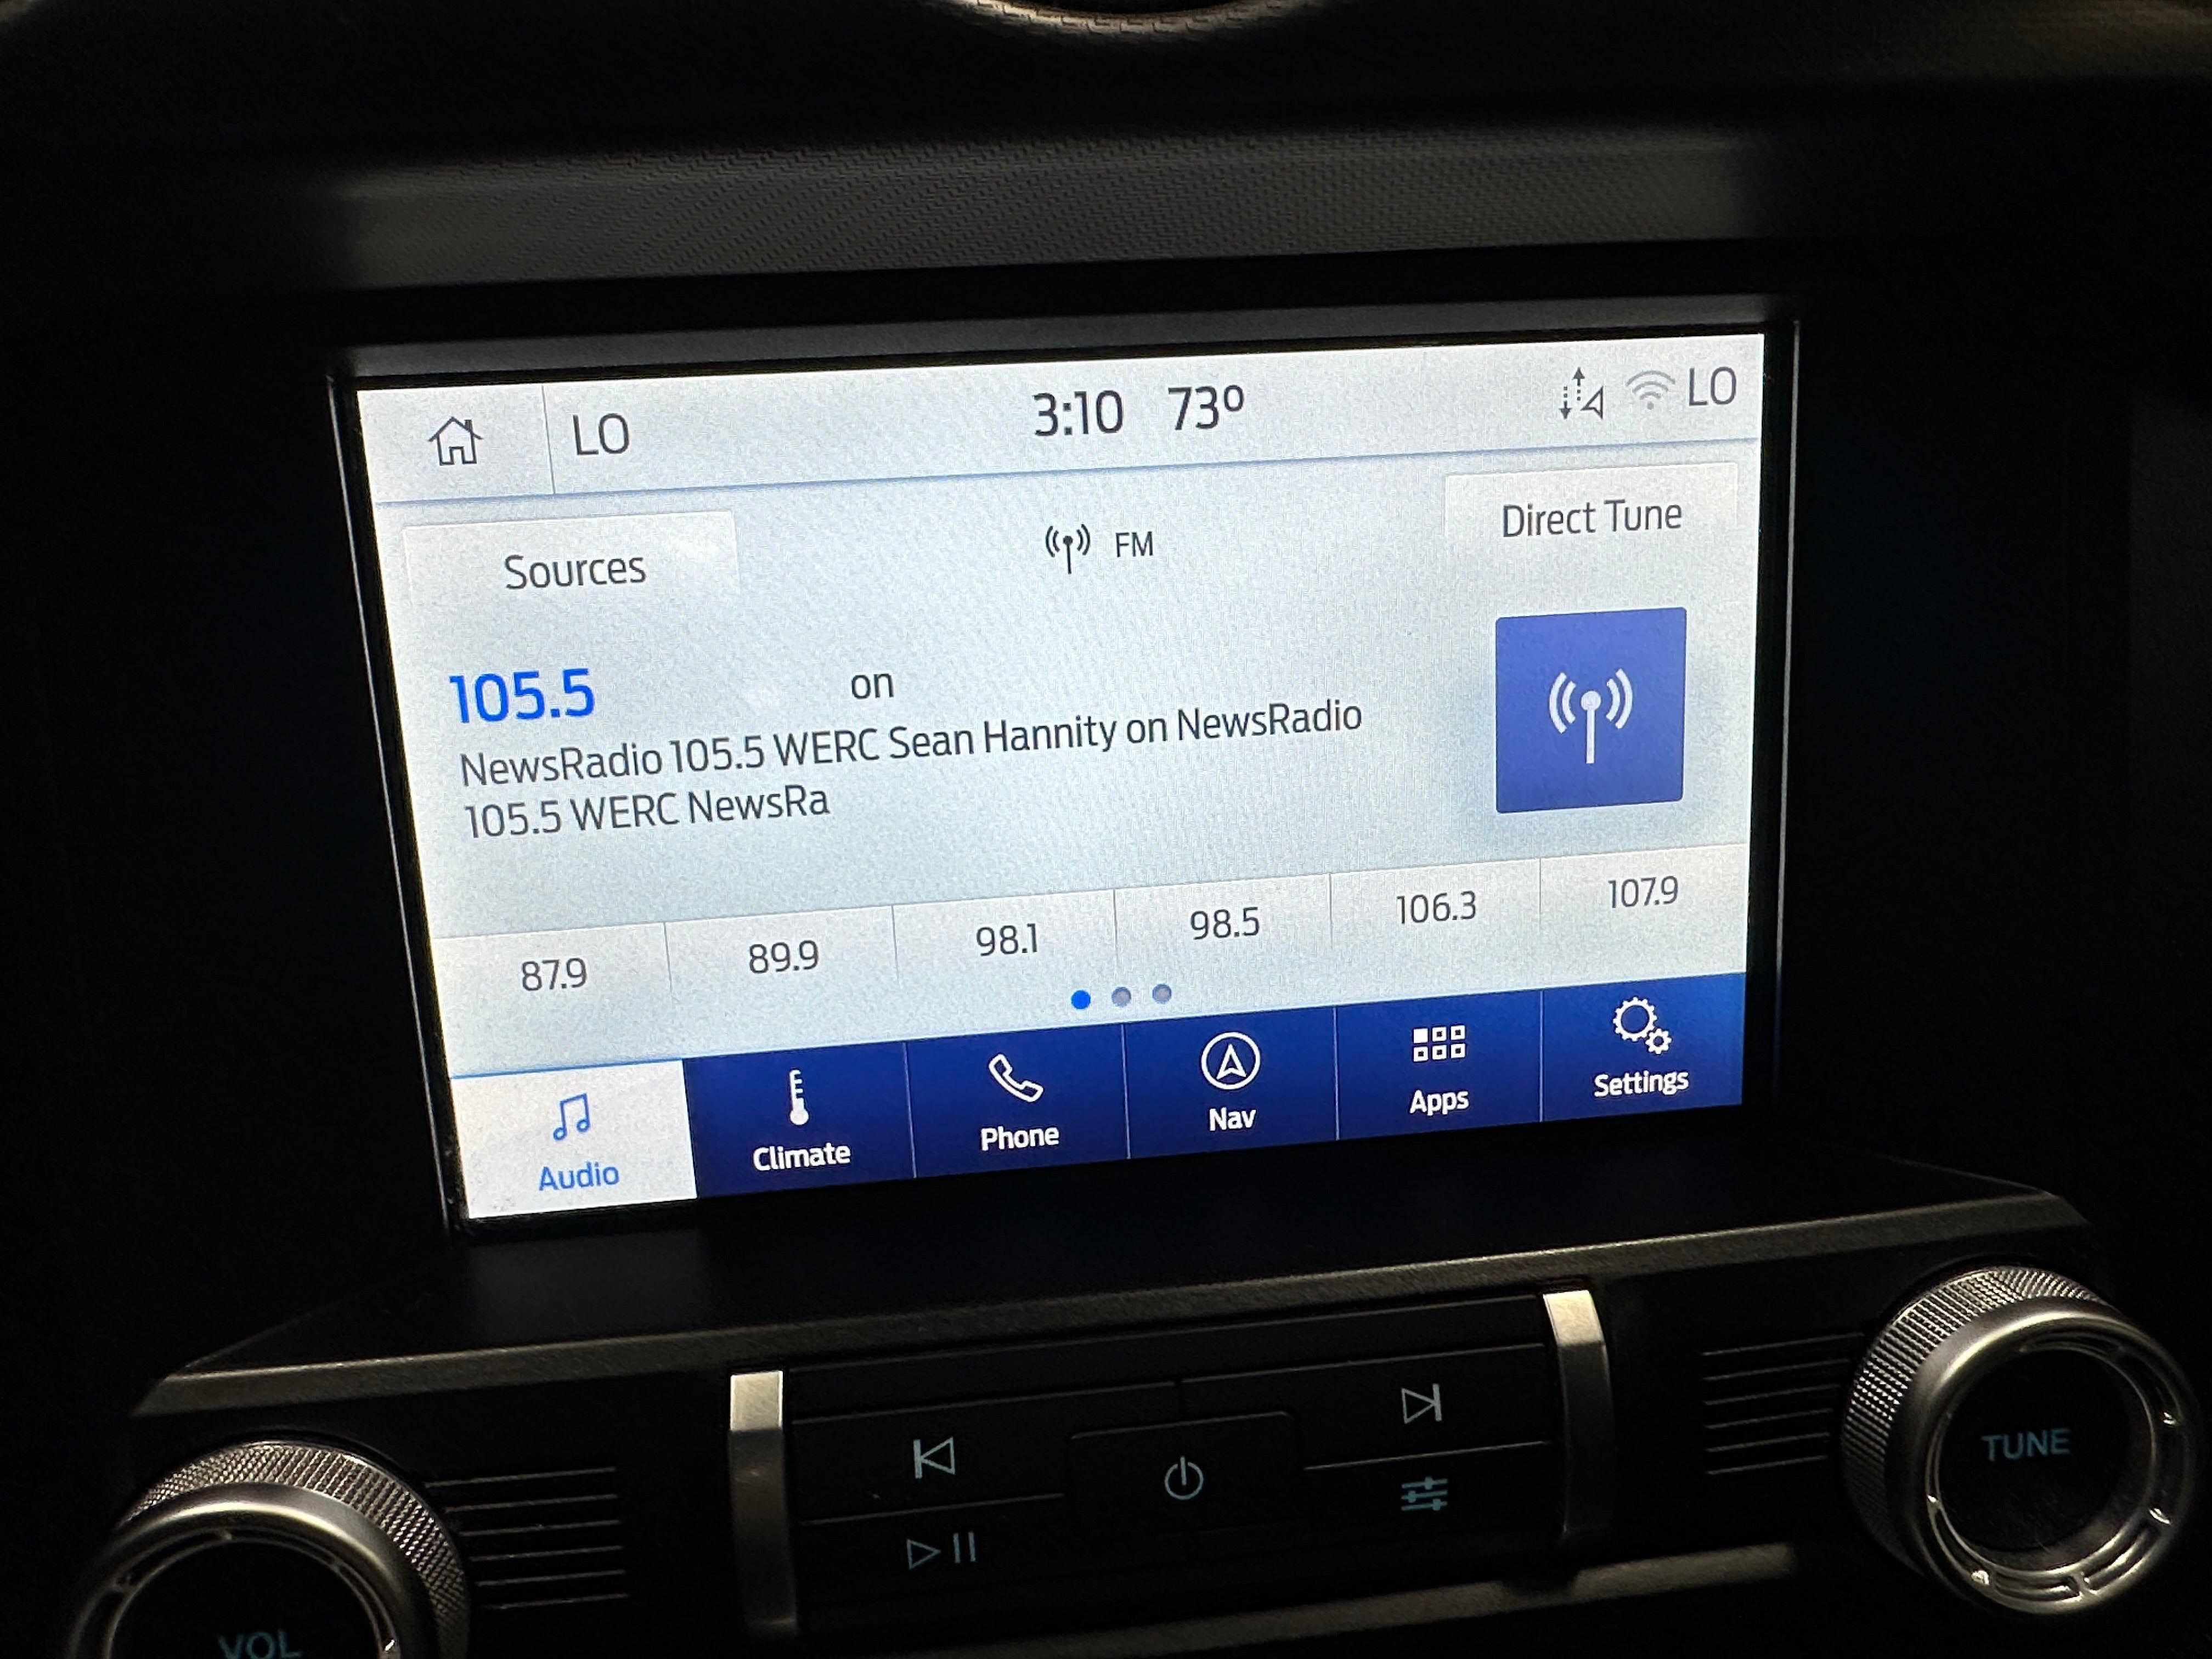 LO 3:10 73º LO
Sources FM Direct Tune
105.5 on
NewsRadio 105.5 WERC Sean Hannity on NewsRadio
105.5 WERC NewsRa
87.9 89.9 98.1 98.5 106.3 107.9
Audio Climate Phone Nav Apps Settings
VOL TUNE